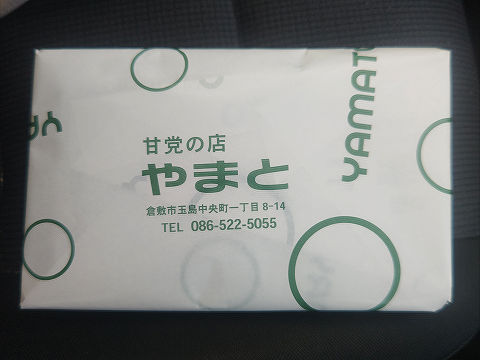 甘党の店
やまと
倉敷市玉島中央町一丁目8-14
TEL 086-522-5055
YAMATO
YA